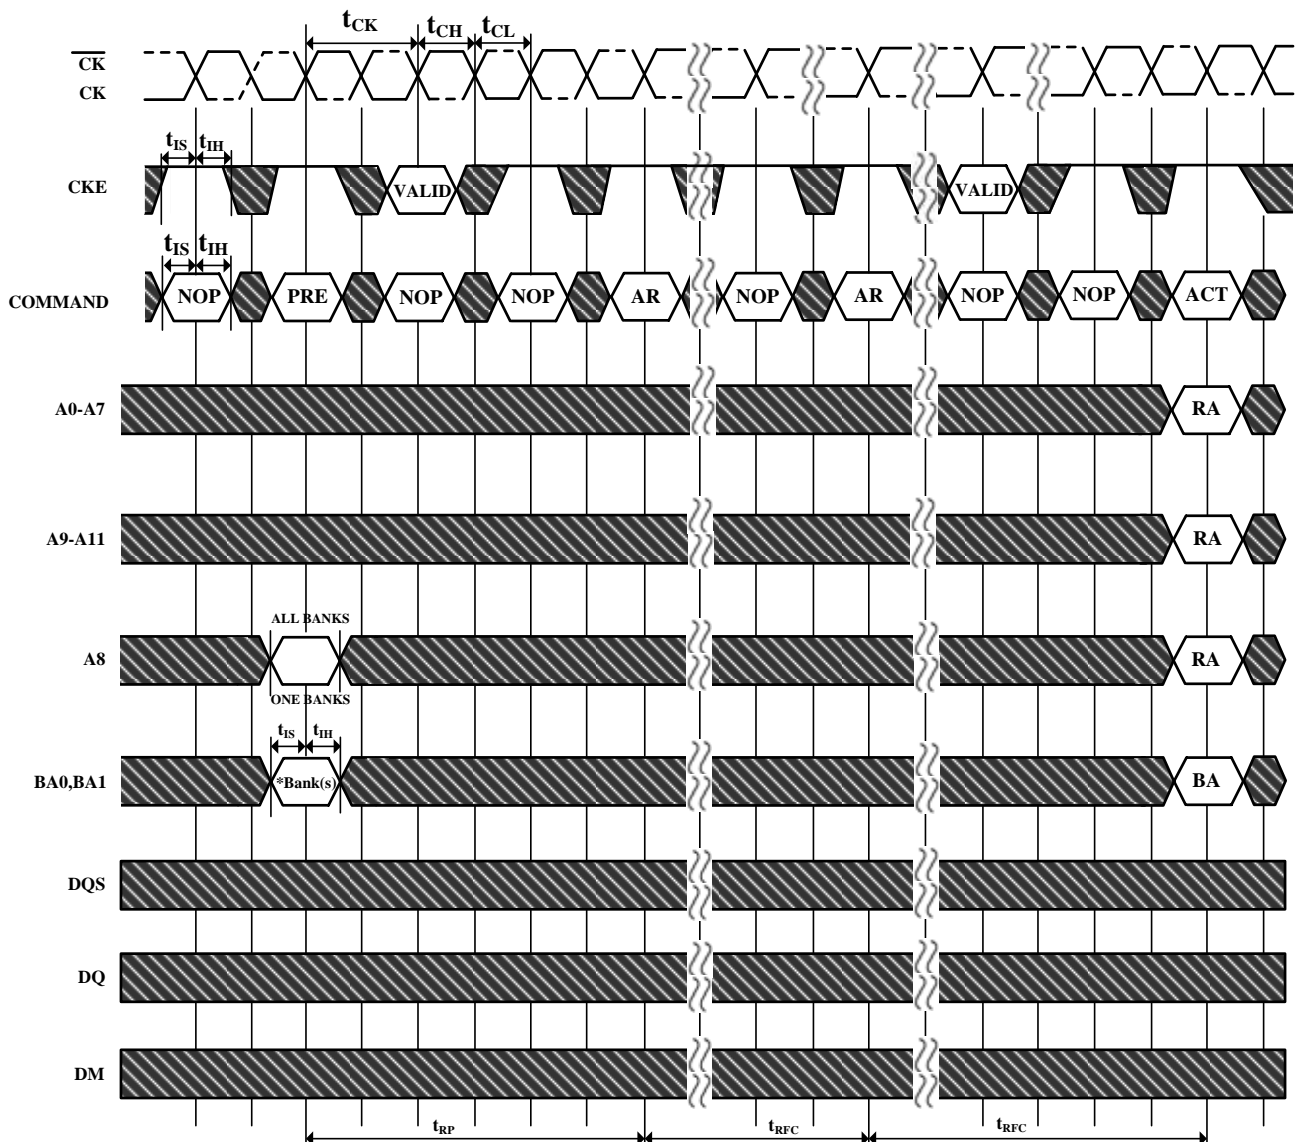 tCK tCH tCL
CK
CK
tIS tIH
CKE VALID VALID
tIS tIH
COMMAND NOP PRE NOP NOP AR NOP AR NOP NOP ACT
A0-A7 RA
A9-A11 RA
ALL BANKS
A8 RA
ONE BANKS
tIS tIH
BA0,BA1 *Bank(s) BA
DQS
DQ
DM
tRP tRFC tRFC